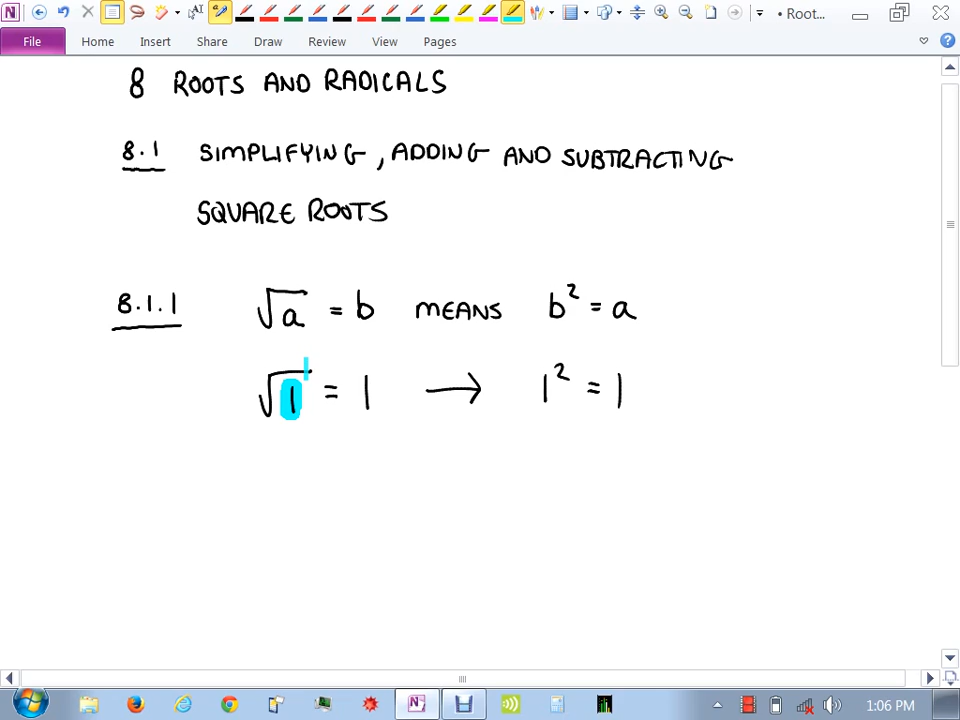 Root...
File Home Insert Share Draw Review View Pages
8 ROOTS AND RADICALS
8.1 SIMPLIFYING, ADDING AND SUBTRACTING
SQUARE ROOTS
8.1.1 √a = b MEANS b² = a
√1 = 1 → 1² = 1
1:06 PM